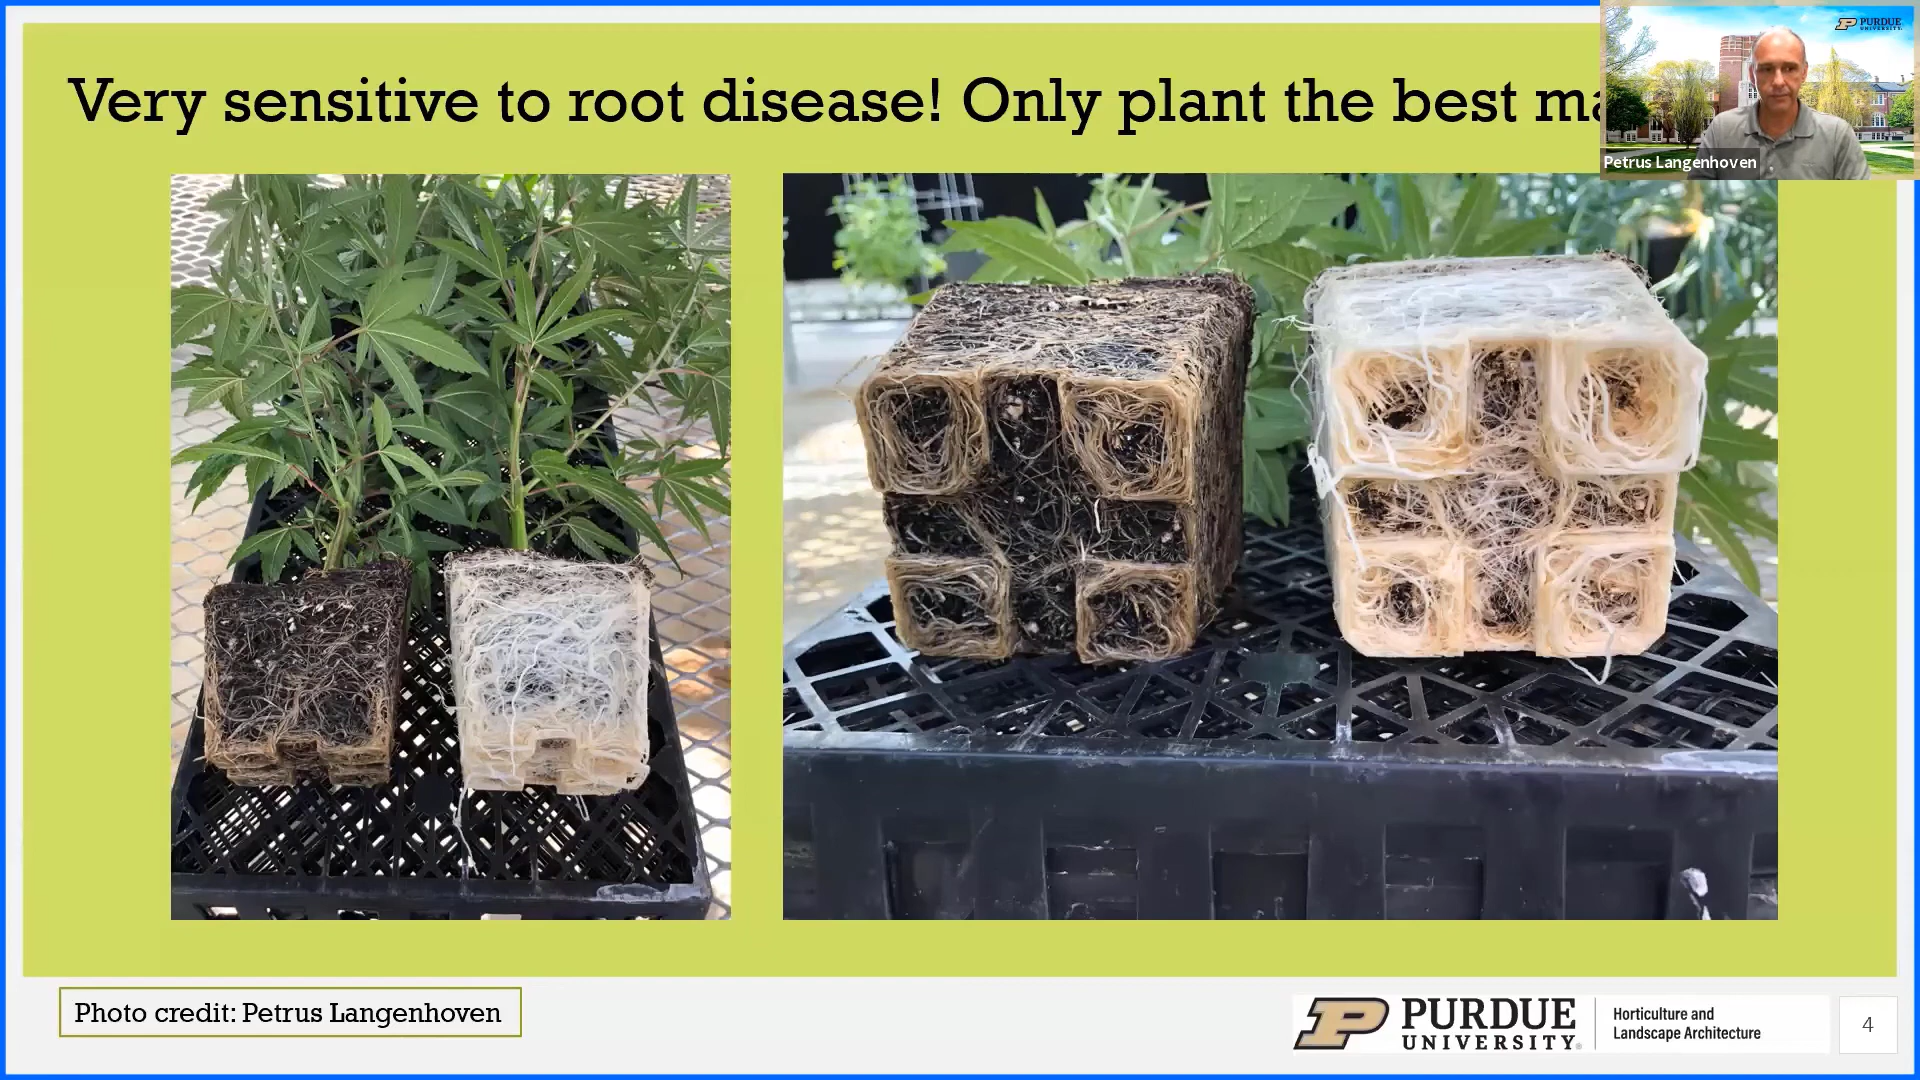 Very sensitive to root disease! Only plant the best
PURDUE
UNIVERSITY
Petrus Langenhoven
Photo credit: Petrus Langenhoven
PURDUE
UNIVERSITY®
Horticulture and
Landscape Architecture
4